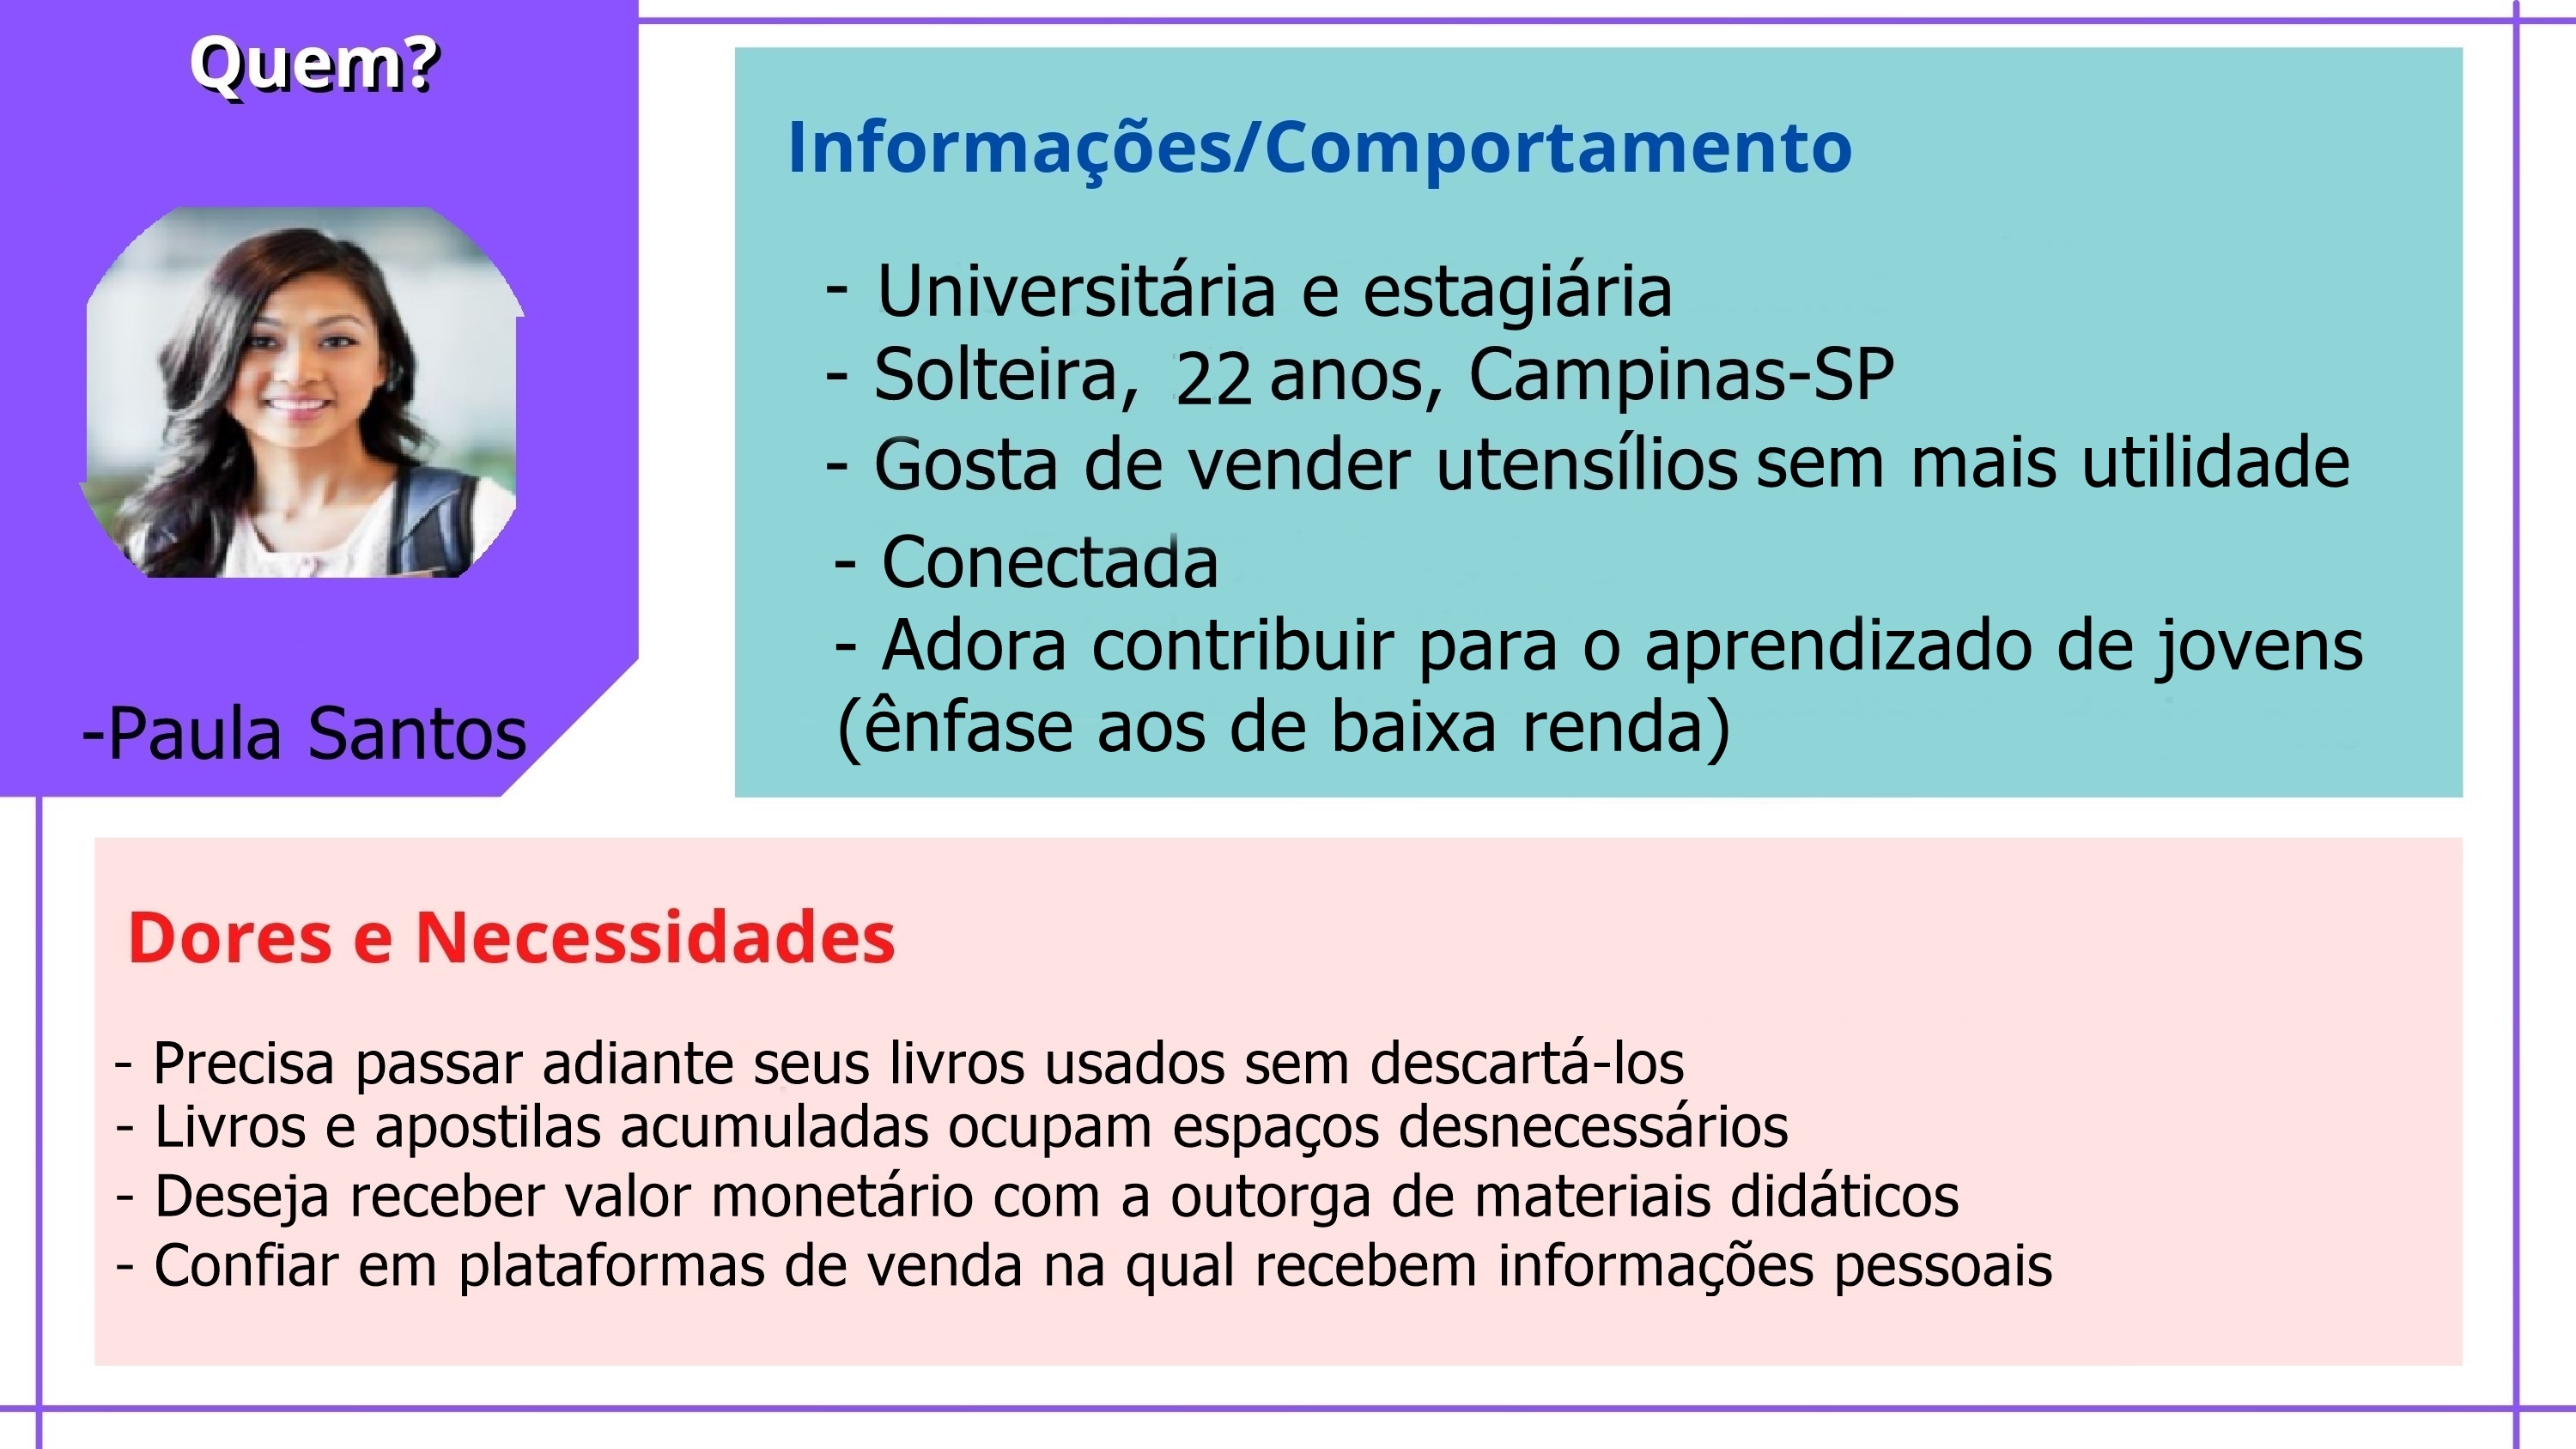 Quem?
-Paula Santos
Informações/Comportamento
- Universitária e estagiária
- Solteira, 22 anos, Campinas-SP
- Gosta de vender utensílios sem mais utilidade
- Conectada
- Adora contribuir para o aprendizado de jovens
(ênfase aos de baixa renda)
Dores e Necessidades
- Precisa passar adiante seus livros usados sem descartá-los
- Livros e apostilas acumuladas ocupam espaços desnecessários
- Deseja receber valor monetário com a outorga de materiais didáticos
- Confiar em plataformas de venda na qual recebem informações pessoais